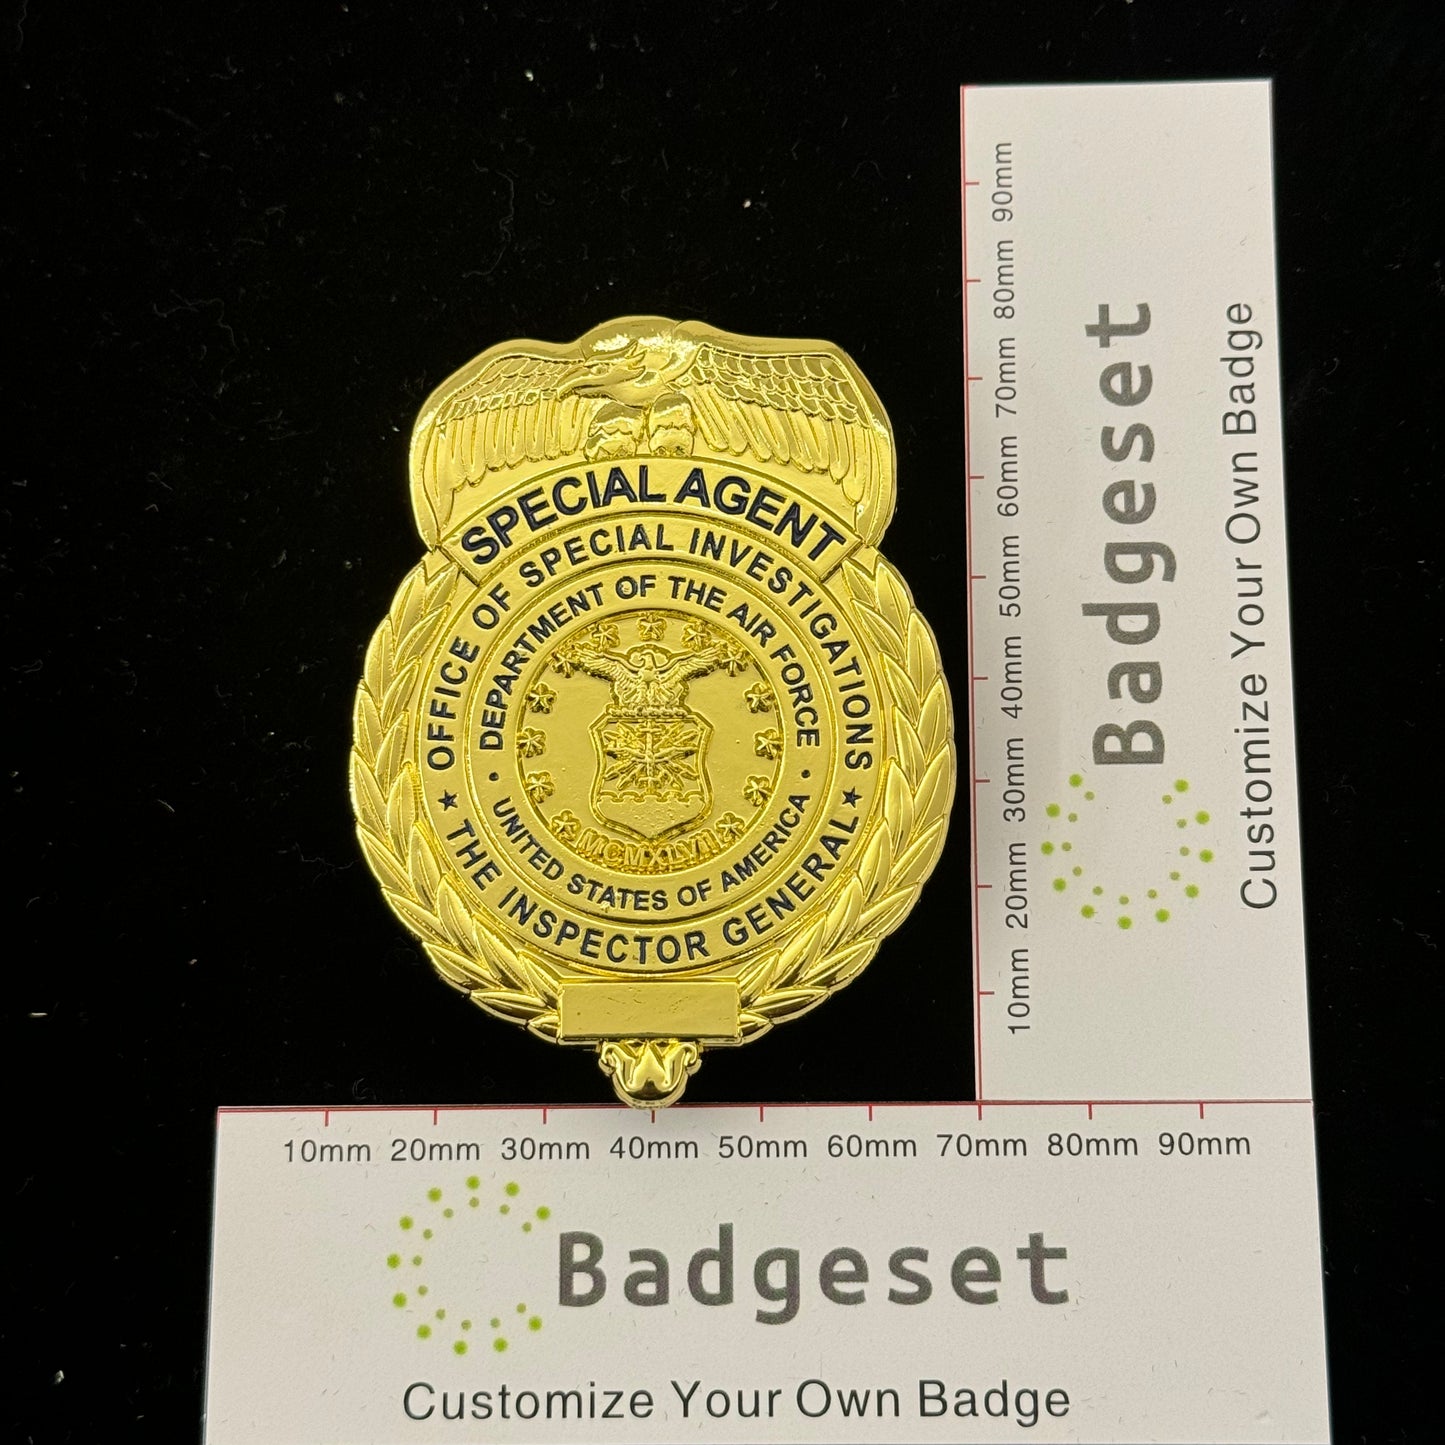 SPECIAL AGENT
OFFICE OF SPECIAL INVESTIGATIONS
DEPARTMENT OF THE AIR FORCE
MCMXLVII
UNITED STATES OF AMERICA
THE INSPECTOR GENERAL
90mm
80mm
70mm
60mm
50mm
40mm
30mm
20mm
10mm
Badgeset
Customize Your Own Badge
10mm 20mm 30mm 40mm 50mm 60mm 70mm 80mm 90mm
Badgeset
Customize Your Own Badge